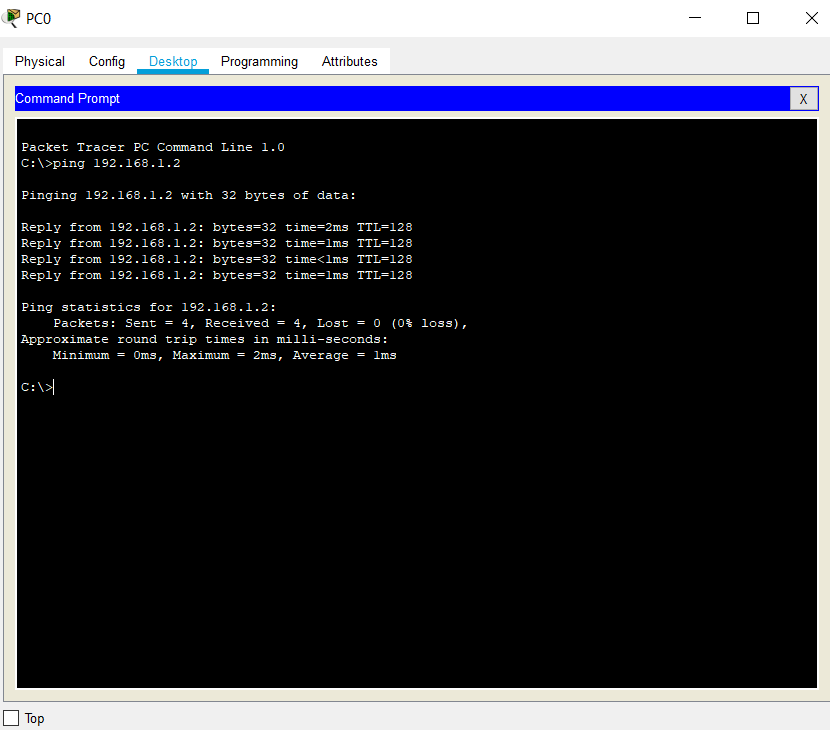 PC0
Physical Config Desktop Programming Attributes
Command Prompt X
Packet Tracer PC Command Line 1.0
C:\>ping 192.168.1.2
Pinging 192.168.1.2 with 32 bytes of data:
Reply from 192.168.1.2: bytes=32 time=2ms TTL=128
Reply from 192.168.1.2: bytes=32 time=1ms TTL=128
Reply from 192.168.1.2: bytes=32 time<1ms TTL=128
Reply from 192.168.1.2: bytes=32 time=1ms TTL=128
Ping statistics for 192.168.1.2:
    Packets: Sent = 4, Received = 4, Lost = 0 (0% loss),
Approximate round trip times in milli-seconds:
    Minimum = 0ms, Maximum = 2ms, Average = 1ms
C:\>
Top